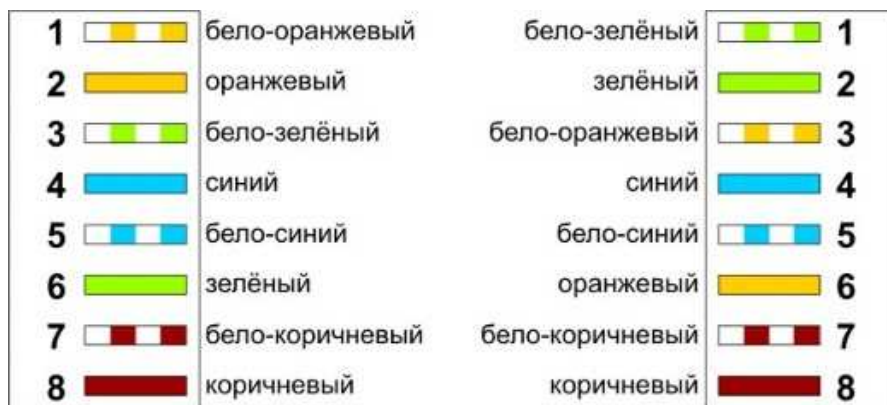 1 бело-оранжевый бело-зелёный 1
2 оранжевый зелёный 2
3 бело-зелёный бело-оранжевый 3
4 синий синий 4
5 бело-синий бело-синий 5
6 зелёный оранжевый 6
7 бело-коричневый бело-коричневый 7
8 коричневый коричневый 8